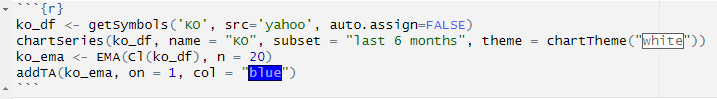 ```{r}
ko_df <- getSymbols('KO', src='yahoo', auto.assign=FALSE)
chartSeries(ko_df, name = "KO", subset = "last 6 months", theme = chartTheme("white"))
ko_ema <- EMA(Cl(ko_df), n = 20)
addTA(ko_ema, on = 1, col = "blue")
```